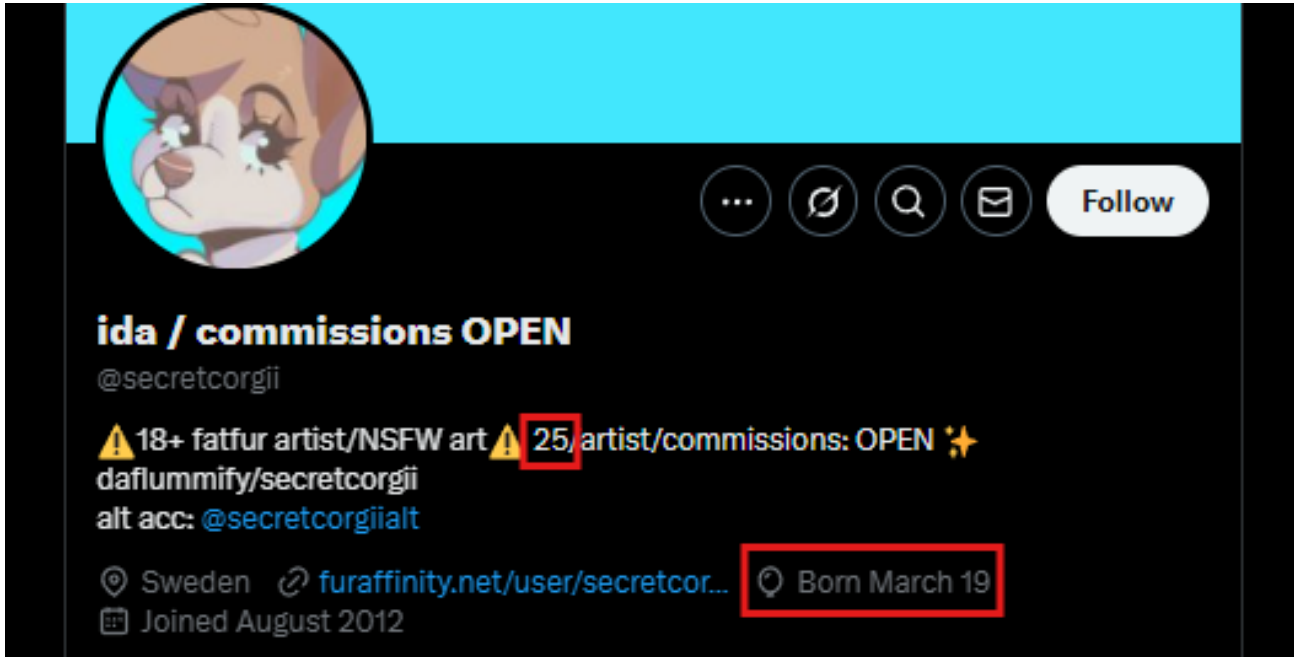 Follow
ida / commissions OPEN
@secretcorgii
⚠️18+ fatfur artist/NSFW art⚠️ 25/artist/commissions: OPEN ✨
daflummify/secretcorgii
alt acc: @secretcorgiialt
Sweden furaffinity.net/user/secretcor... Born March 19
Joined August 2012